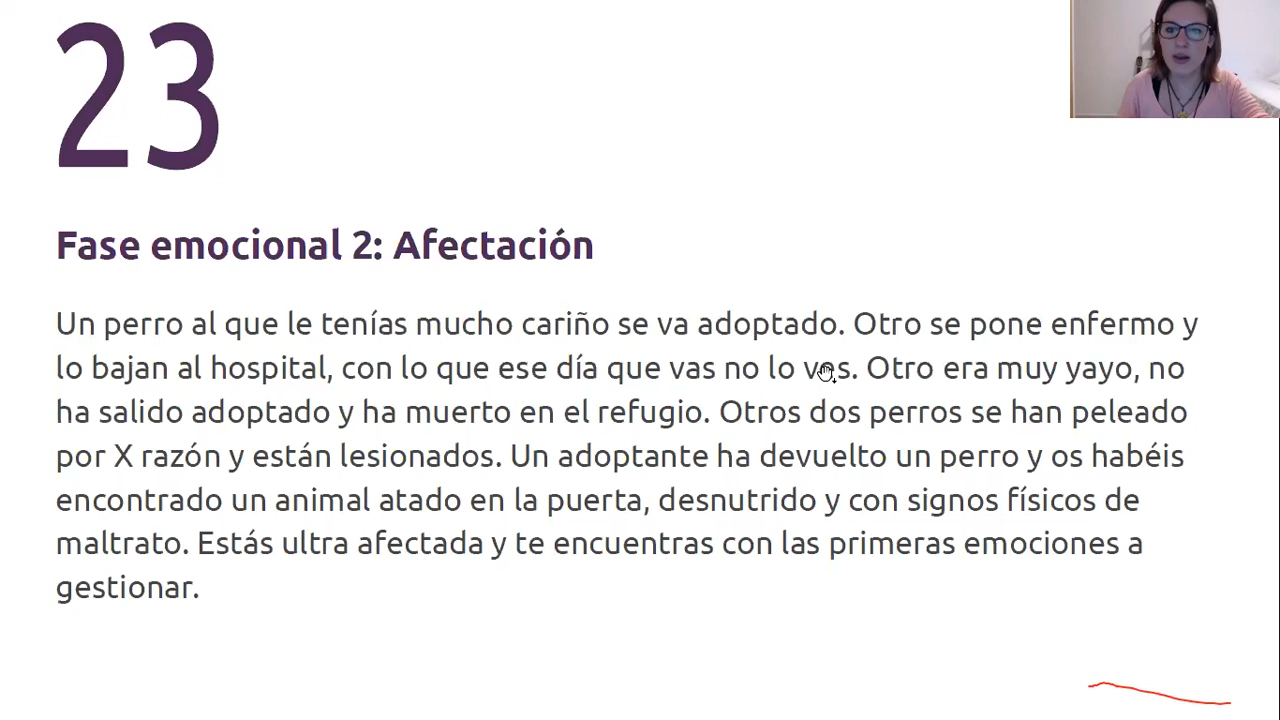 23
Fase emocional 2: Afectación
Un perro al que le tenías mucho cariño se va adoptado. Otro se pone enfermo y
lo bajan al hospital, con lo que ese día que vas no lo ves. Otro era muy yayo, no
ha salido adoptado y ha muerto en el refugio. Otros dos perros se han peleado
por X razón y están lesionados. Un adoptante ha devuelto un perro y os habéis
encontrado un animal atado en la puerta, desnutrido y con signos físicos de
maltrato. Estás ultra afectada y te encuentras con las primeras emociones a
gestionar.